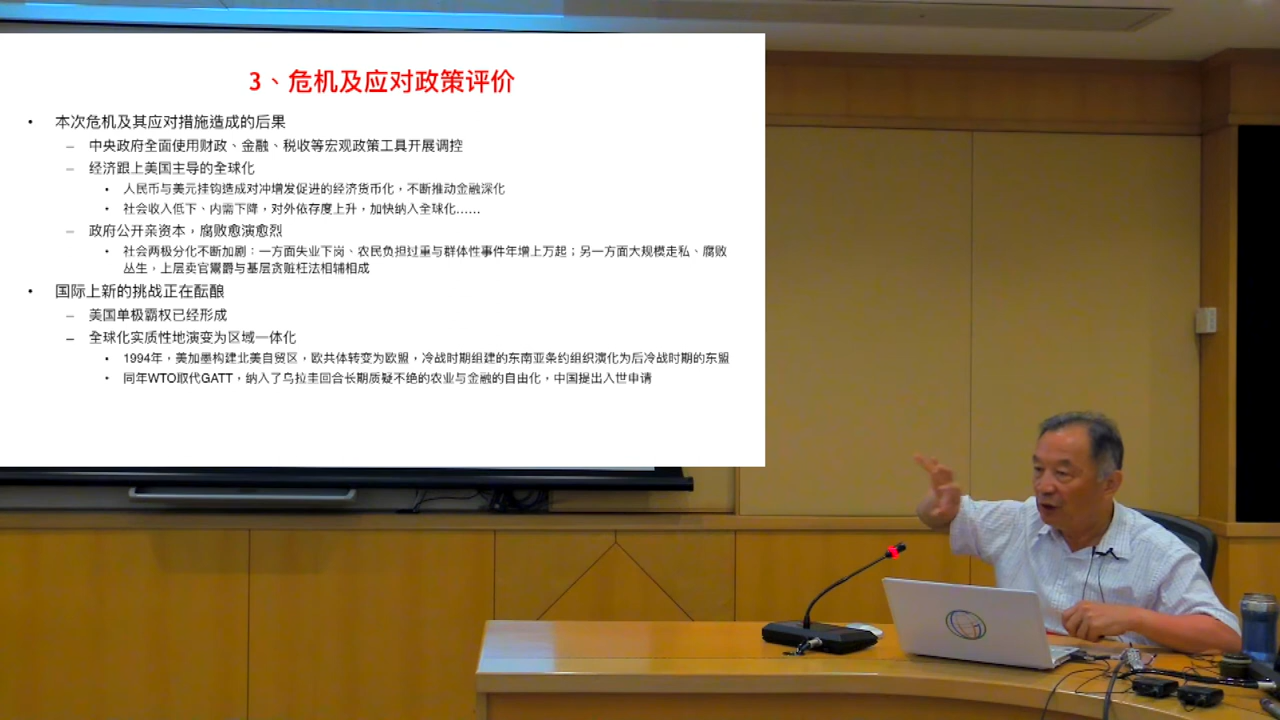 3、危机及应对政策评价
• 本次危机及其应对措施造成的后果
– 中央政府全面使用财政、金融、税收等宏观政策工具开展调控
– 经济跟上美国主导的全球化
• 人民币与美元挂钩造成对冲增发促进的经济货币化，不断推动金融深化
• 社会收入低下、内需下降，对外依存度上升，加快纳入全球化……
– 政府公开亲资本，腐败愈演愈烈
• 社会两极分化不断加剧：一方面失业下岗、农民负担过重与群体性事件年增上万起；另一方面大规模走私、腐败
丛生，上层卖官鬻爵与基层贪赃枉法相辅相成
• 国际上新的挑战正在酝酿
– 美国单极霸权已经形成
– 全球化实质性地演变为区域一体化
• 1994年，美加墨构建北美自贸区，欧共体转变为欧盟，冷战时期组建的东南亚条约组织演化为后冷战时期的东盟
• 同年WTO取代GATT，纳入了乌拉圭回合长期质疑不绝的农业与金融的自由化，中国提出入世申请